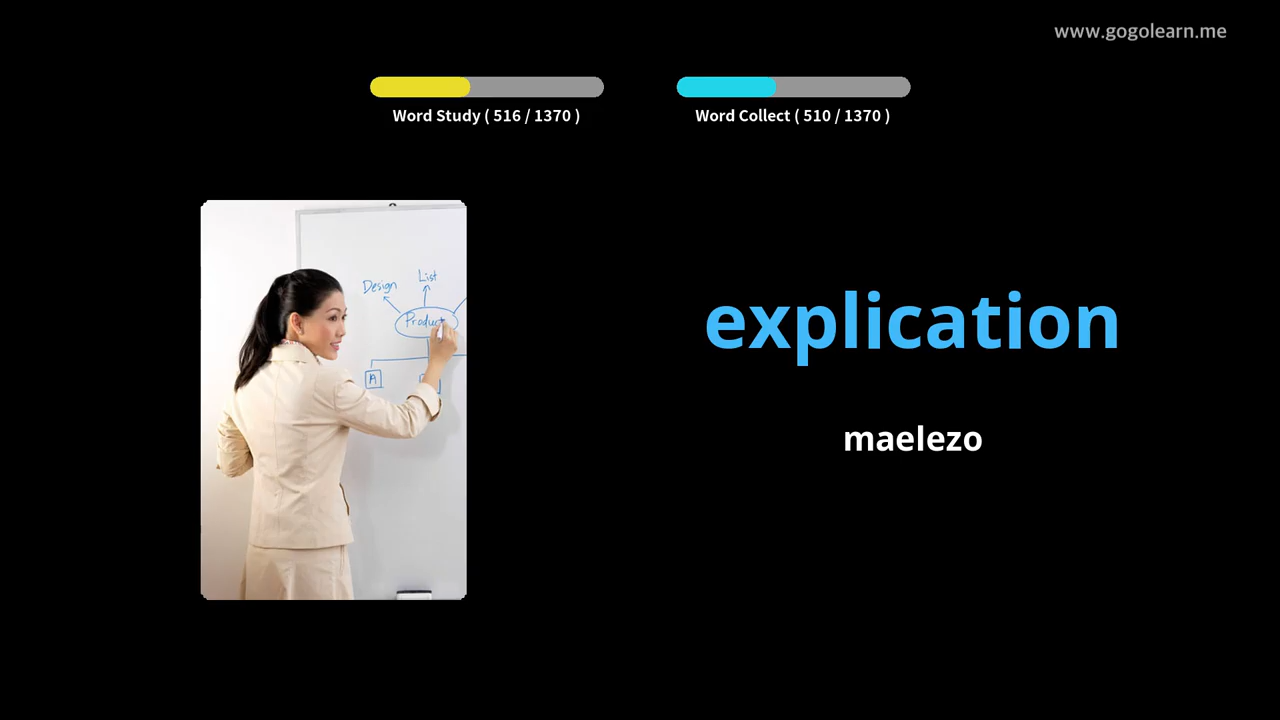 www.gogolearn.me
Word Study ( 516 / 1370 )
Word Collect ( 510 / 1370 )
Design
List
Product
A
explication
maelezo